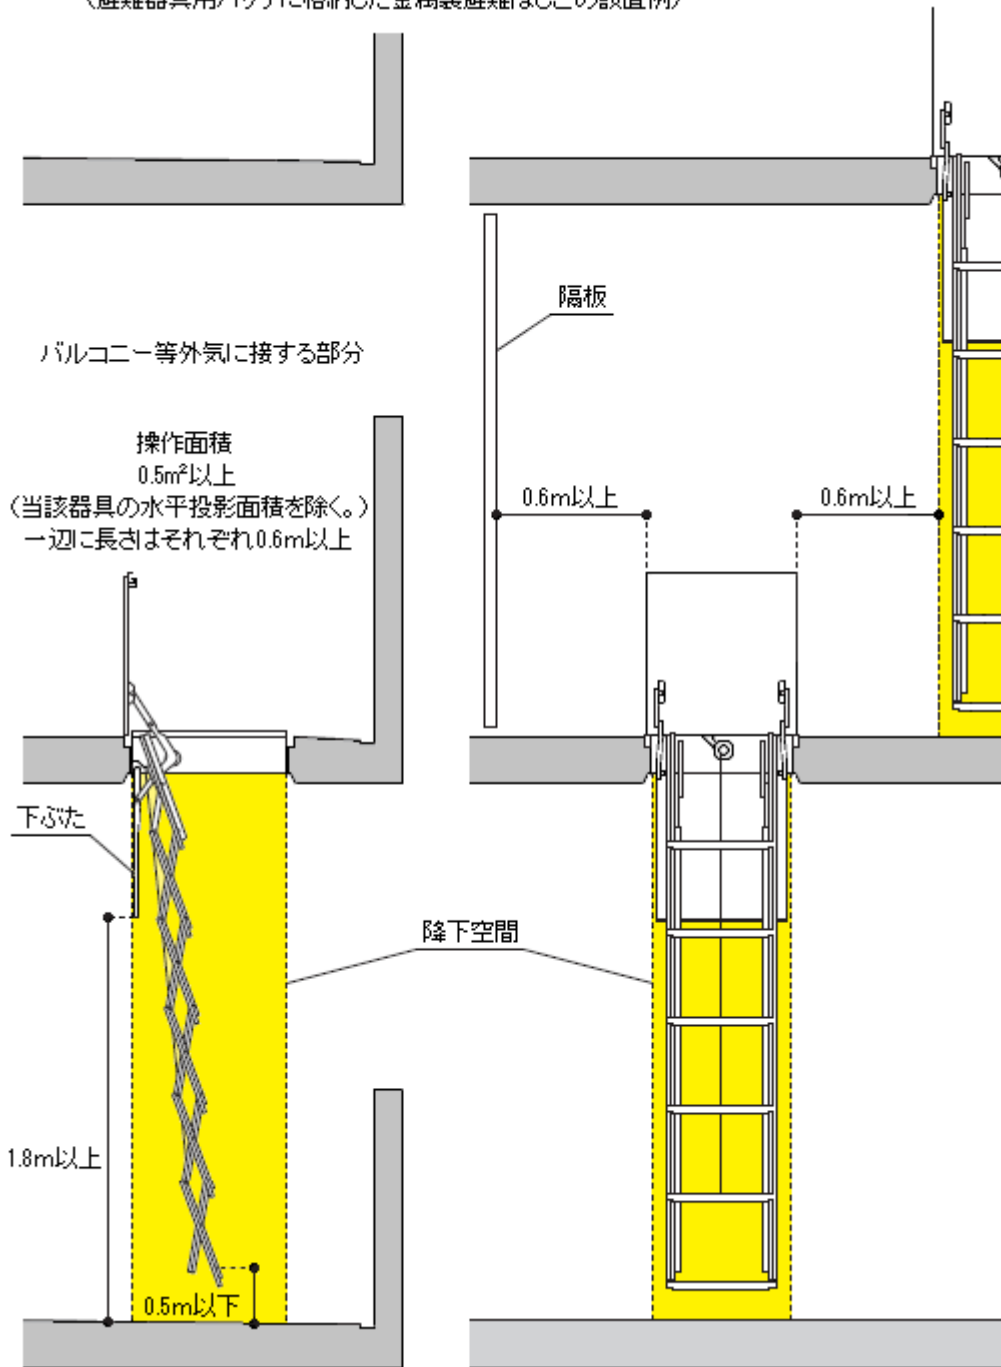 隔板
バルコニー等外気に接する部分
操作面積
0.5m²以上
(当該器具の水平投影面積を除く。)
一辺に長さはそれぞれ0.6m以上
0.6m以上
0.6m以上
下ぶた
降下空間
1.8m以上
0.5m以下